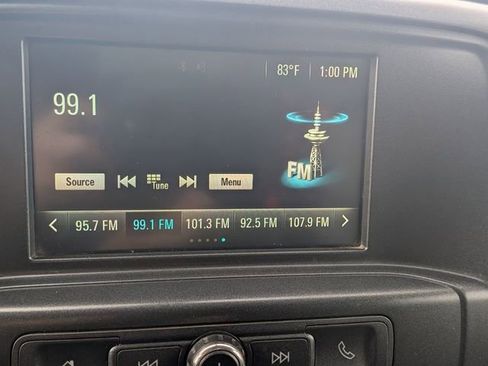 83°F 1:00 PM
99.1
FM
Source Tune Menu
95.7 FM 99.1 FM 101.3 FM 92.5 FM 107.9 FM